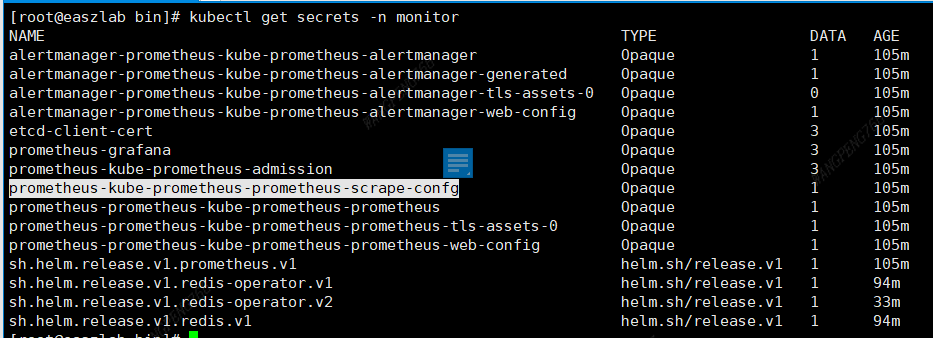 [root@easzlab bin]# kubectl get secrets -n monitor
NAME TYPE DATA AGE
alertmanager-prometheus-kube-prometheus-alertmanager Opaque 1 105m
alertmanager-prometheus-kube-prometheus-alertmanager-generated Opaque 1 105m
alertmanager-prometheus-kube-prometheus-alertmanager-tls-assets-0 Opaque 0 105m
alertmanager-prometheus-kube-prometheus-alertmanager-web-config Opaque 1 105m
etcd-client-cert Opaque 3 105m
prometheus-grafana Opaque 3 105m
prometheus-kube-prometheus-admission Opaque 3 105m
prometheus-kube-prometheus-prometheus-scrape-confg Opaque 1 105m
prometheus-prometheus-kube-prometheus-prometheus Opaque 1 105m
prometheus-prometheus-kube-prometheus-prometheus-tls-assets-0 Opaque 1 105m
prometheus-prometheus-kube-prometheus-prometheus-web-config Opaque 1 105m
sh.helm.release.v1.prometheus.v1 helm.sh/release.v1 1 105m
sh.helm.release.v1.redis-operator.v1 helm.sh/release.v1 1 94m
sh.helm.release.v1.redis-operator.v2 helm.sh/release.v1 1 33m
sh.helm.release.v1.redis.v1 helm.sh/release.v1 1 94m
[root@easzlab bin]#